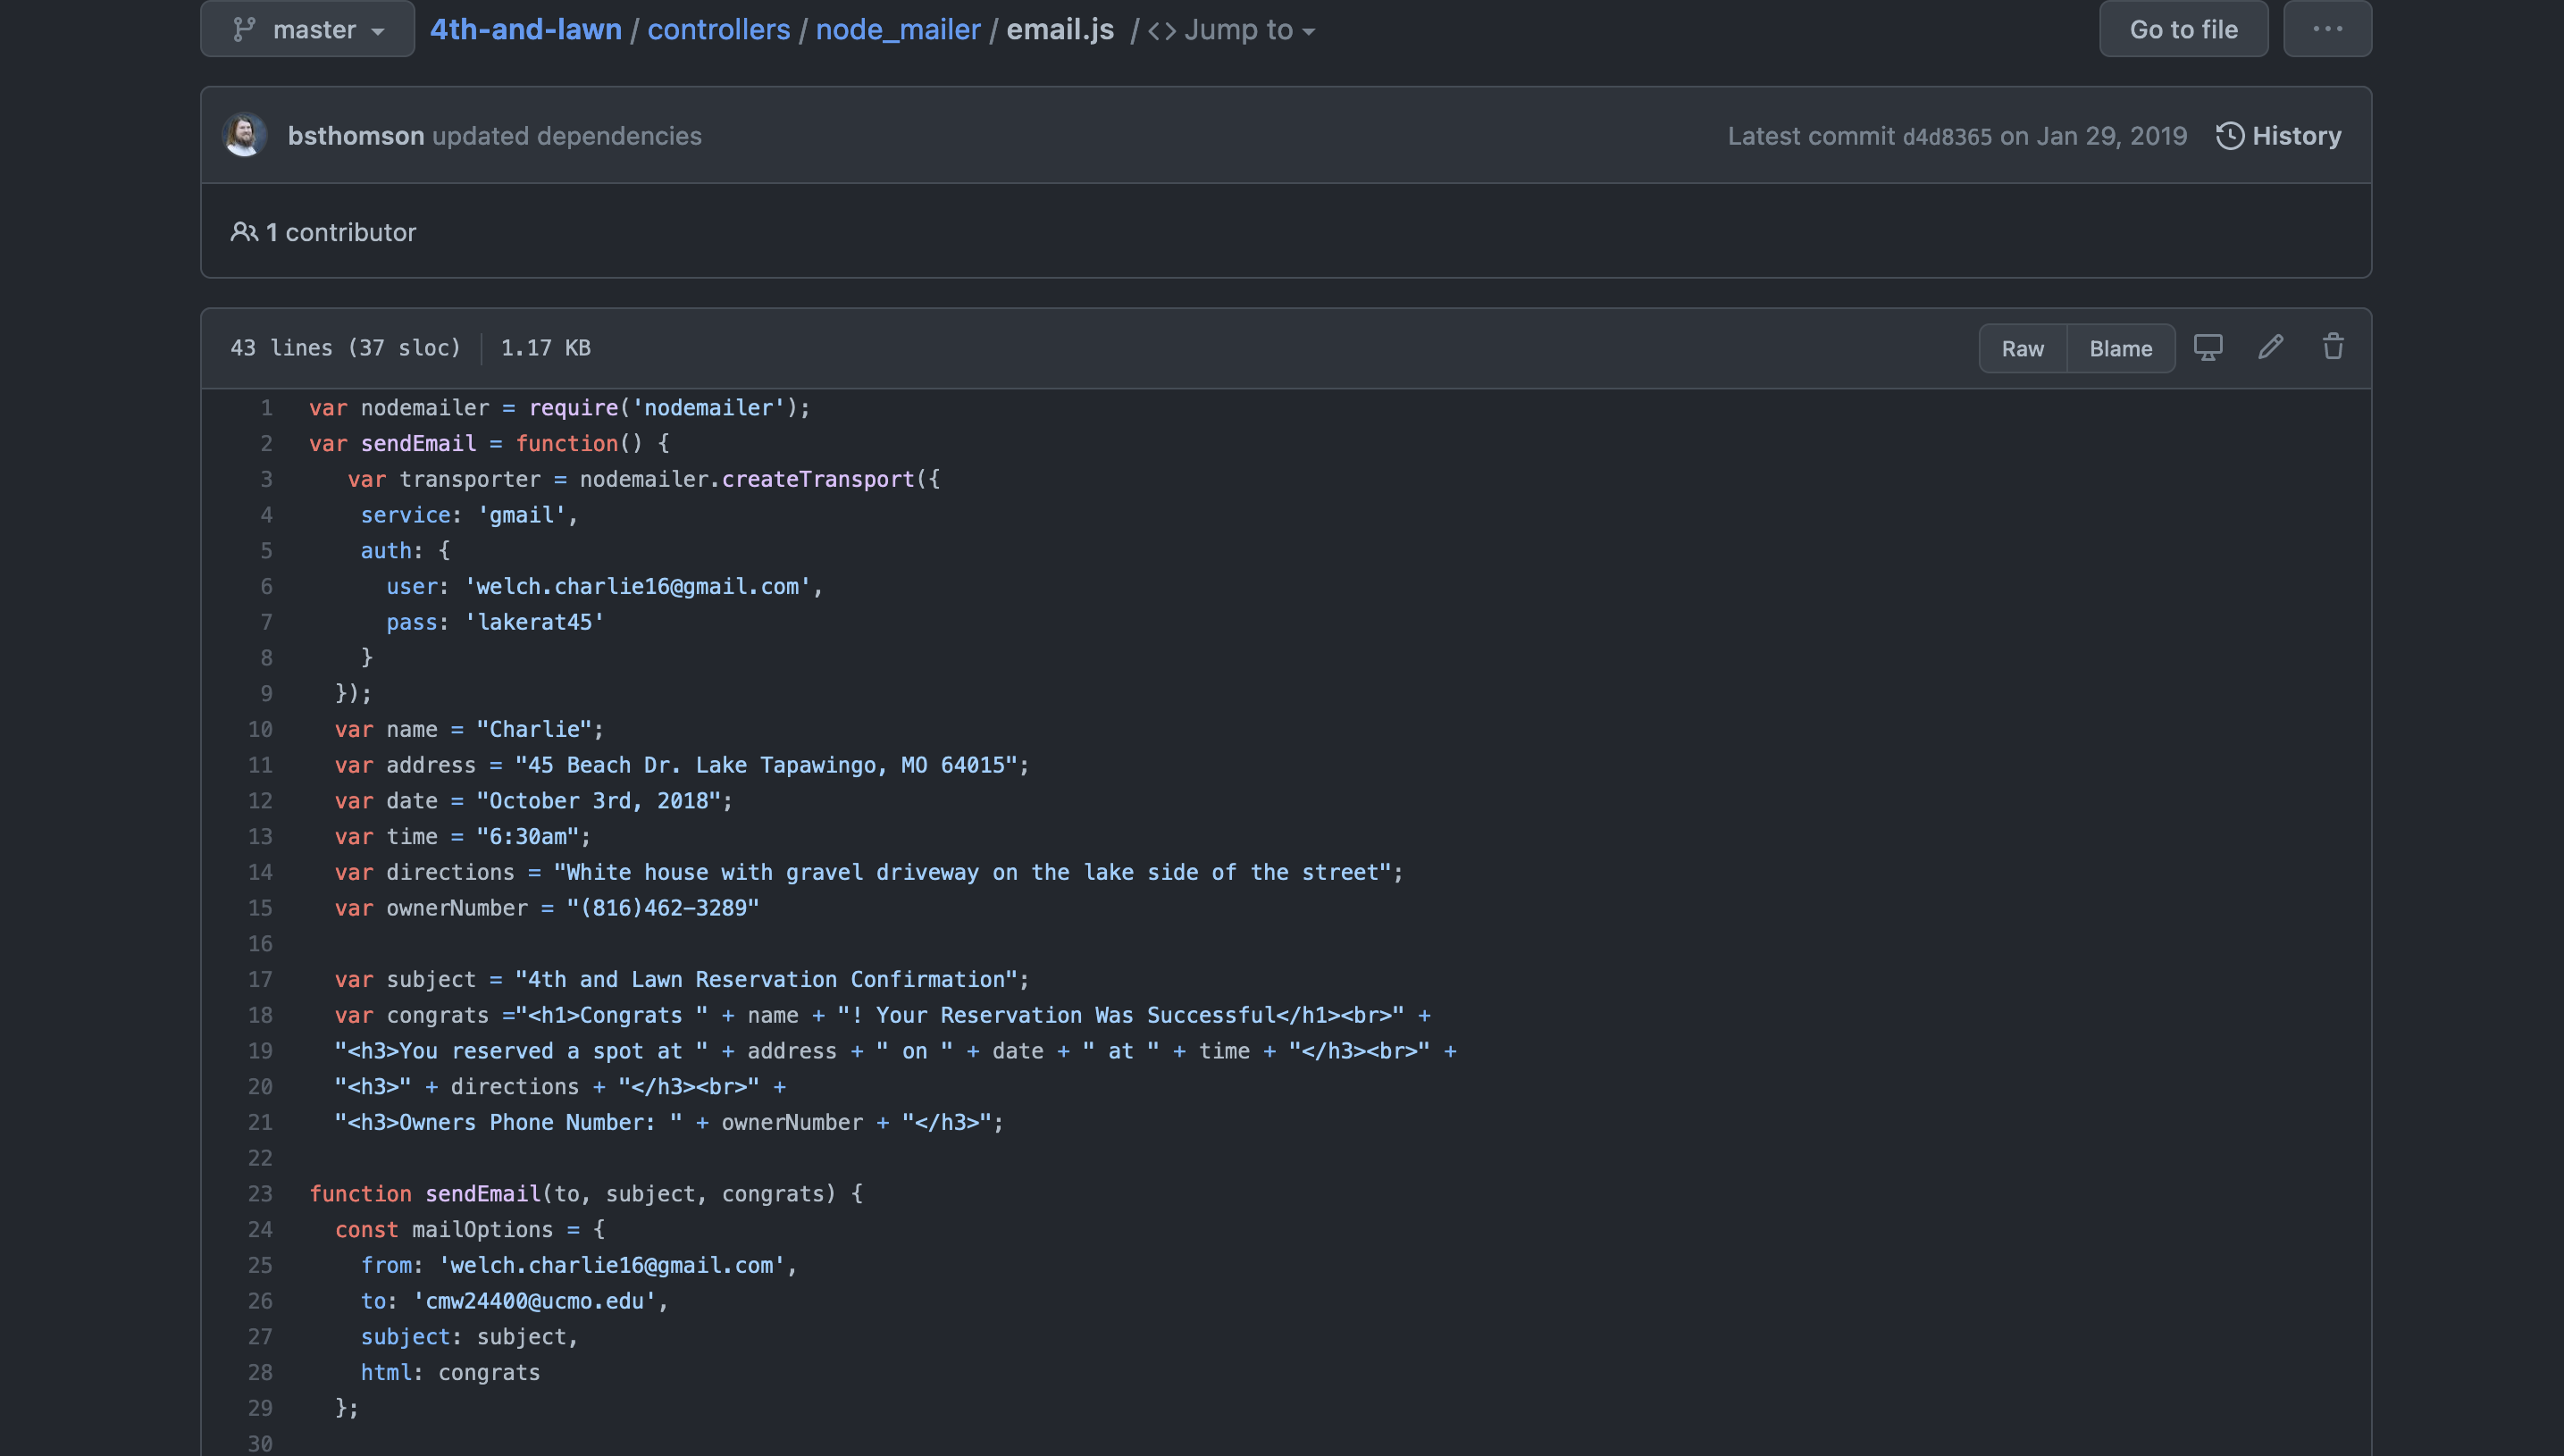 master
4th-and-lawn / controllers / node_mailer / email.js / <> Jump to
Go to file
...
bsthomson updated dependencies
Latest commit d4d8365 on Jan 29, 2019 History
1 contributor
43 lines (37 sloc) 1.17 KB
Raw Blame
1 var nodemailer = require('nodemailer');
2 var sendEmail = function() {
3 var transporter = nodemailer.createTransport({
4 service: 'gmail',
5 auth: {
6 user: 'welch.charlie16@gmail.com',
7 pass: 'lakerat45'
8 }
9 });
10 var name = "Charlie";
11 var address = "45 Beach Dr. Lake Tapawingo, MO 64015";
12 var date = "October 3rd, 2018";
13 var time = "6:30am";
14 var directions = "White house with gravel driveway on the lake side of the street";
15 var ownerNumber = "(816)462-3289"
16
17 var subject = "4th and Lawn Reservation Confirmation";
18 var congrats ="<h1>Congrats " + name + "! Your Reservation Was Successful</h1><br>" +
19 "<h3>You reserved a spot at " + address + " on " + date + " at " + time + "</h3><br>" +
20 "<h3>" + directions + "</h3><br>" +
21 "<h3>Owners Phone Number: " + ownerNumber + "</h3>";
22
23 function sendEmail(to, subject, congrats) {
24 const mailOptions = {
25 from: 'welch.charlie16@gmail.com',
26 to: 'cmw24400@ucmo.edu',
27 subject: subject,
28 html: congrats
29 };
30